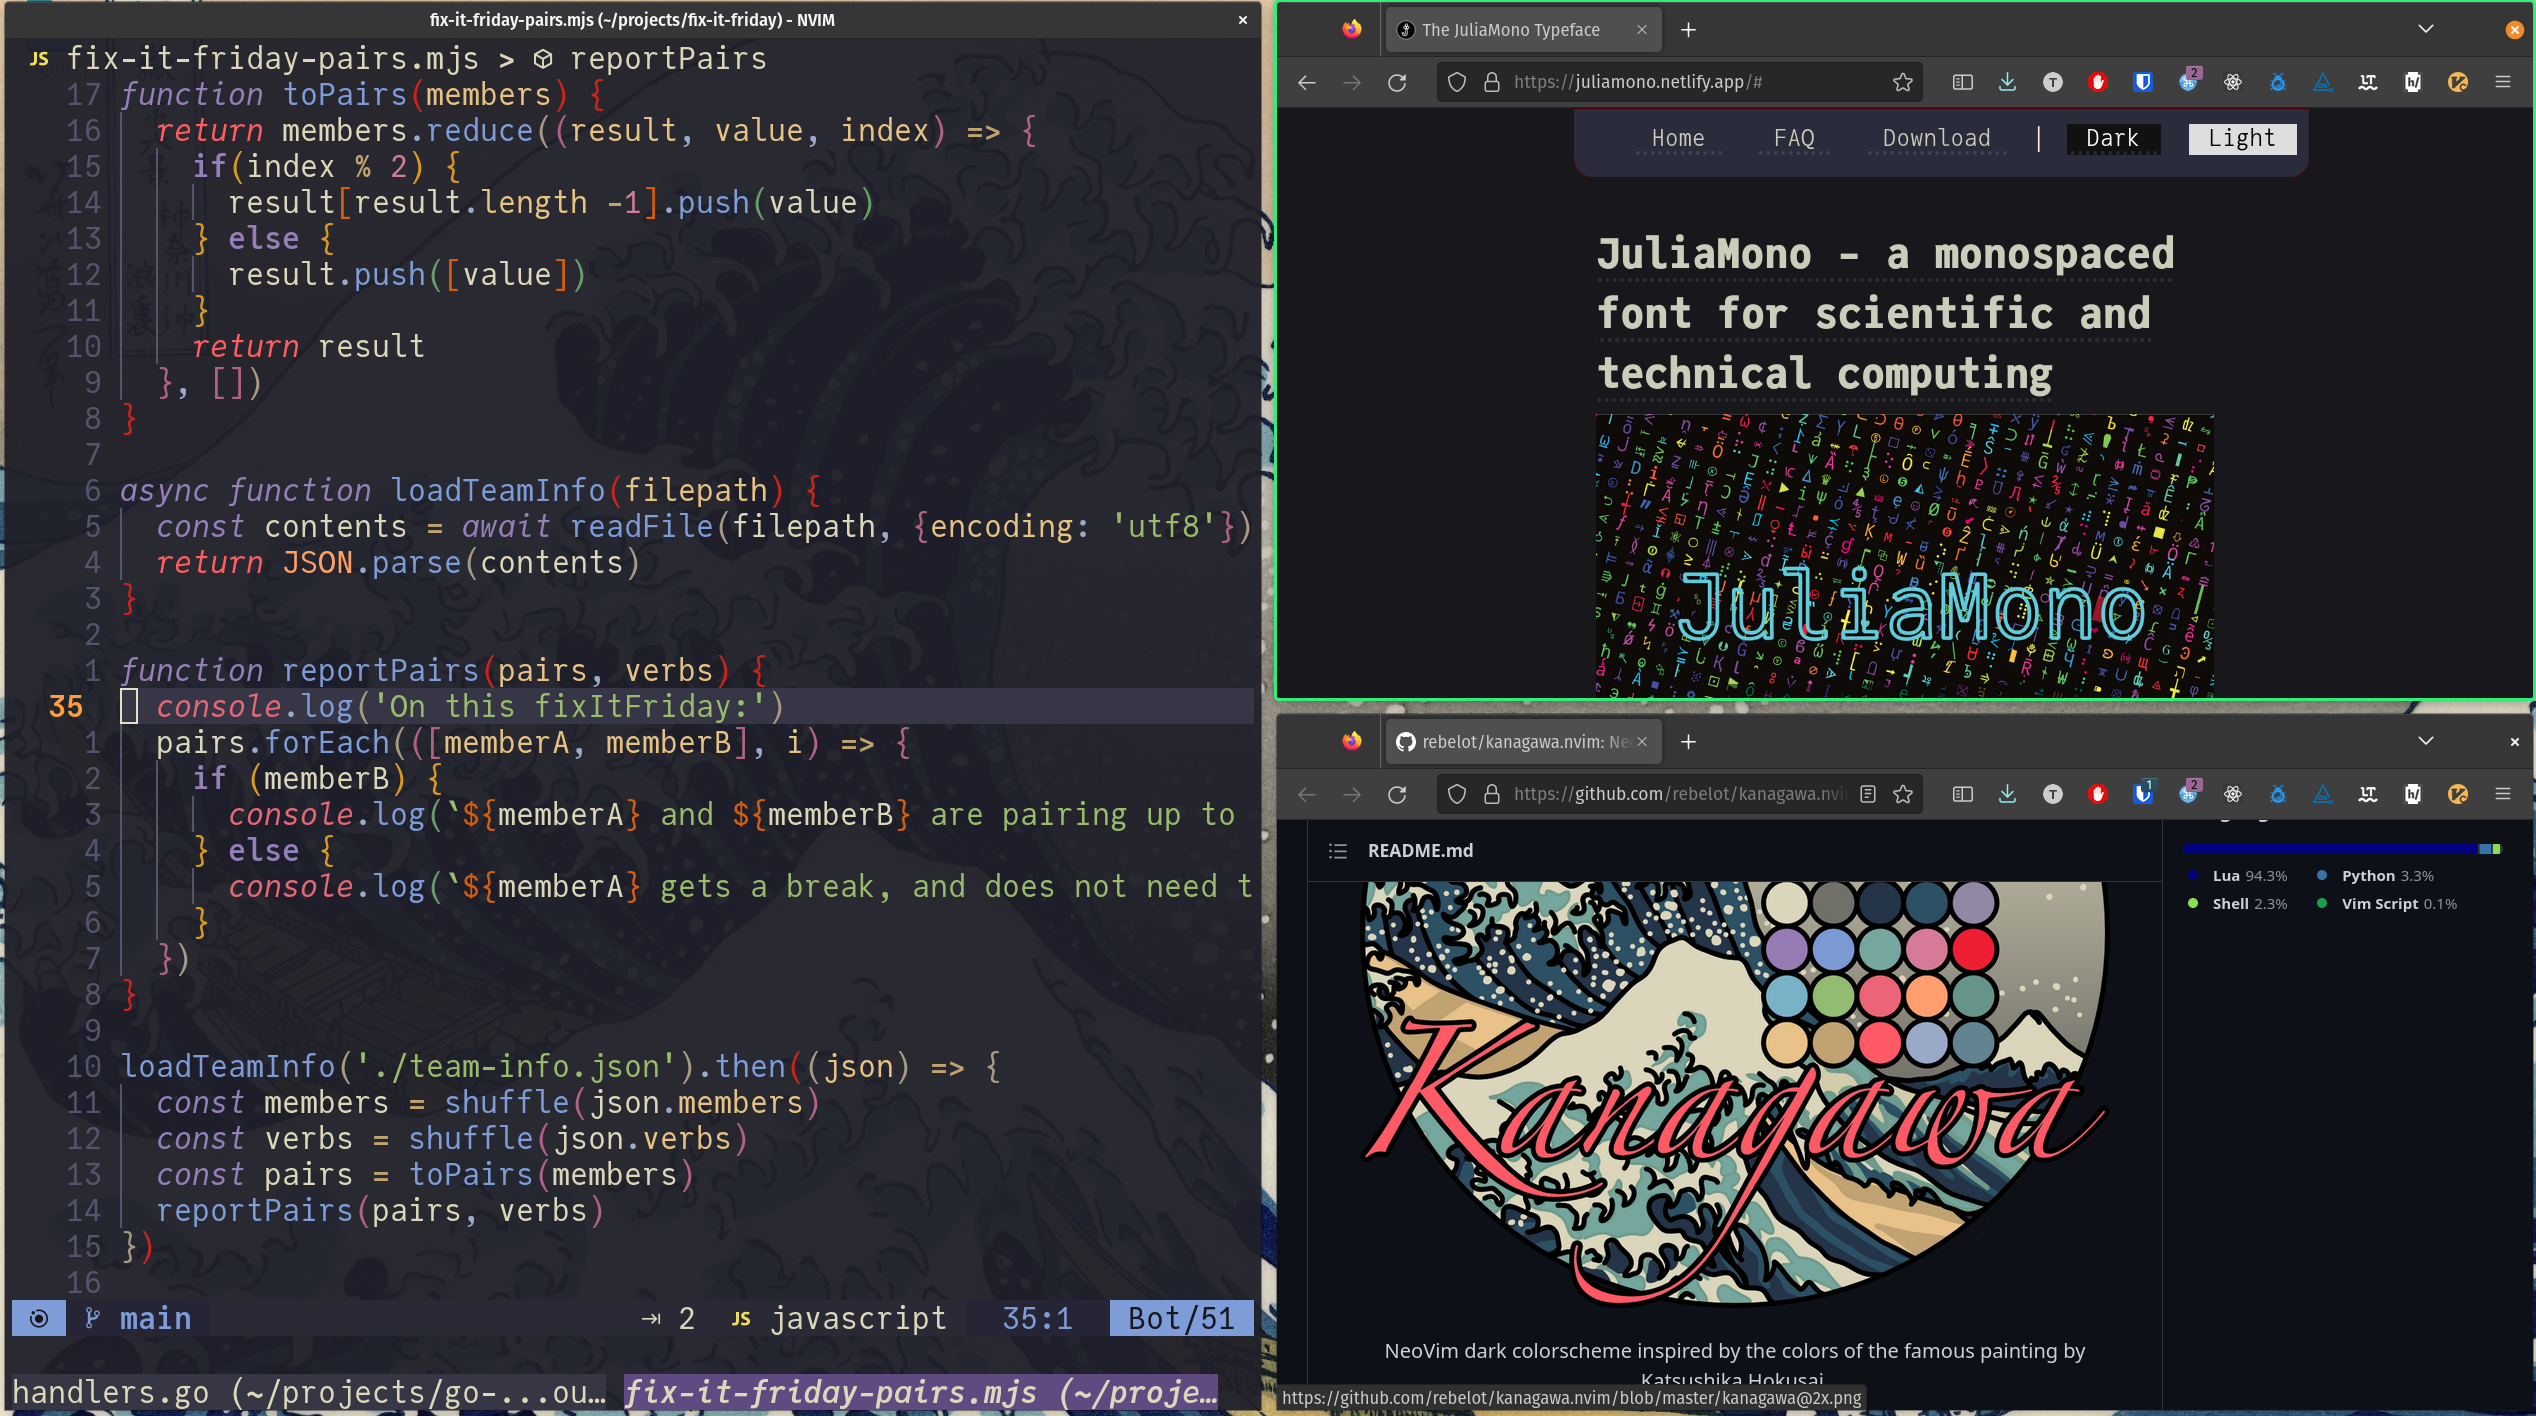 fix-it-friday-pairs.mjs (~/projects/fix-it-friday) - NVIM
JS fix-it-friday-pairs.mjs > reportPairs
17 function toPairs(members) {
16 return members.reduce((result, value, index) => {
15 if(index % 2) {
14 result[result.length -1].push(value)
13 } else {
12 result.push([value])
11 }
10 return result
9 }, [])
8 }
7
6 async function loadTeamInfo(filepath) {
5 const contents = await readFile(filepath, {encoding: 'utf8'})
4 return JSON.parse(contents)
3 }
2
1 function reportPairs(pairs, verbs) {
35 console.log('On this fixItFriday:')
1 pairs.forEach(([memberA, memberB], i) => {
2 if (memberB) {
3 console.log(`${memberA} and ${memberB} are pairing up to
4 } else {
5 console.log(`${memberA} gets a break, and does not need t
6 }
7 })
8 }
9
10 loadTeamInfo('./team-info.json').then((json) => {
11 const members = shuffle(json.members)
12 const verbs = shuffle(json.verbs)
13 const pairs = toPairs(members)
14 reportPairs(pairs, verbs)
15 })
16
main 2 JS javascript 35:1 Bot/51
handlers.go (~/projects/go-...ou… fix-it-friday-pairs.mjs (~/proje…
The JuliaMono Typeface
https://juliamono.netlify.app/#
2
Home FAQ Download | Dark Light
JuliaMono – a monospaced
font for scientific and
technical computing
JuliaMono
rebelot/kanagawa.nvim: Ne
https://github.com/rebelot/kanagawa.nvi
1 2
README.md
Lua 94.3% Python 3.3%
Shell 2.3% Vim Script 0.1%
Kanagawa
NeoVim dark colorscheme inspired by the colors of the famous painting by
Katsushika Hokusai
https://github.com/rebelot/kanagawa.nvim/blob/master/kanagawa@2x.png